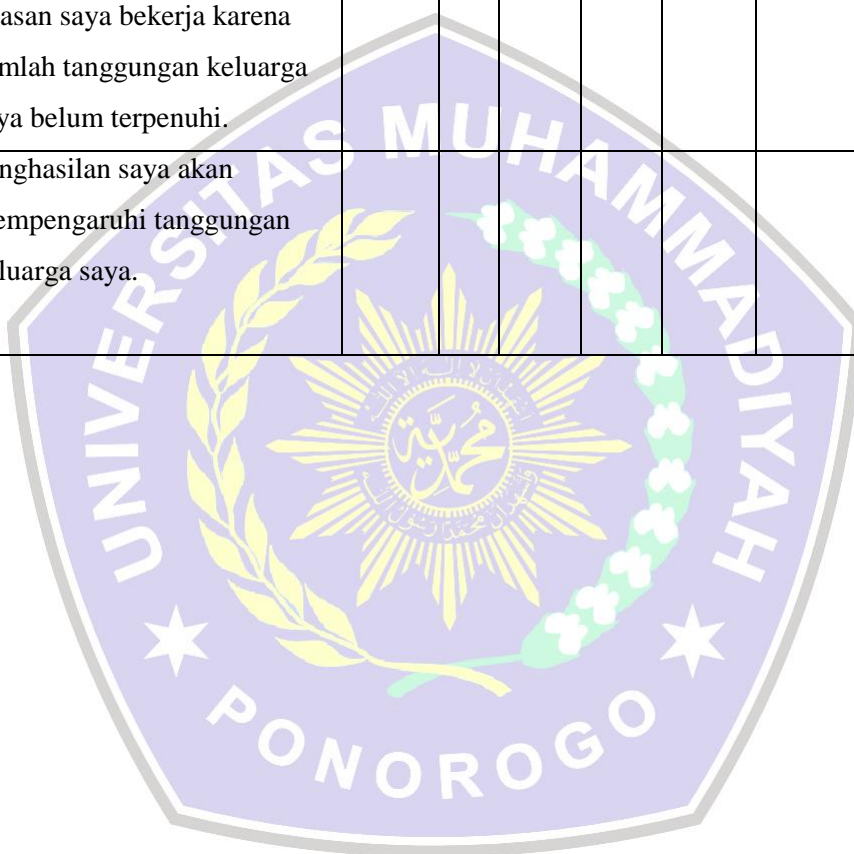 asan saya bekerja karena
mlah tanggungan keluarga
ya belum terpenuhi.
nghasilan saya akan
empengaruhi tanggungan
luarga saya.
UNIVERSITAS MUHAMMADIYAH
PONOROGO
محمدية